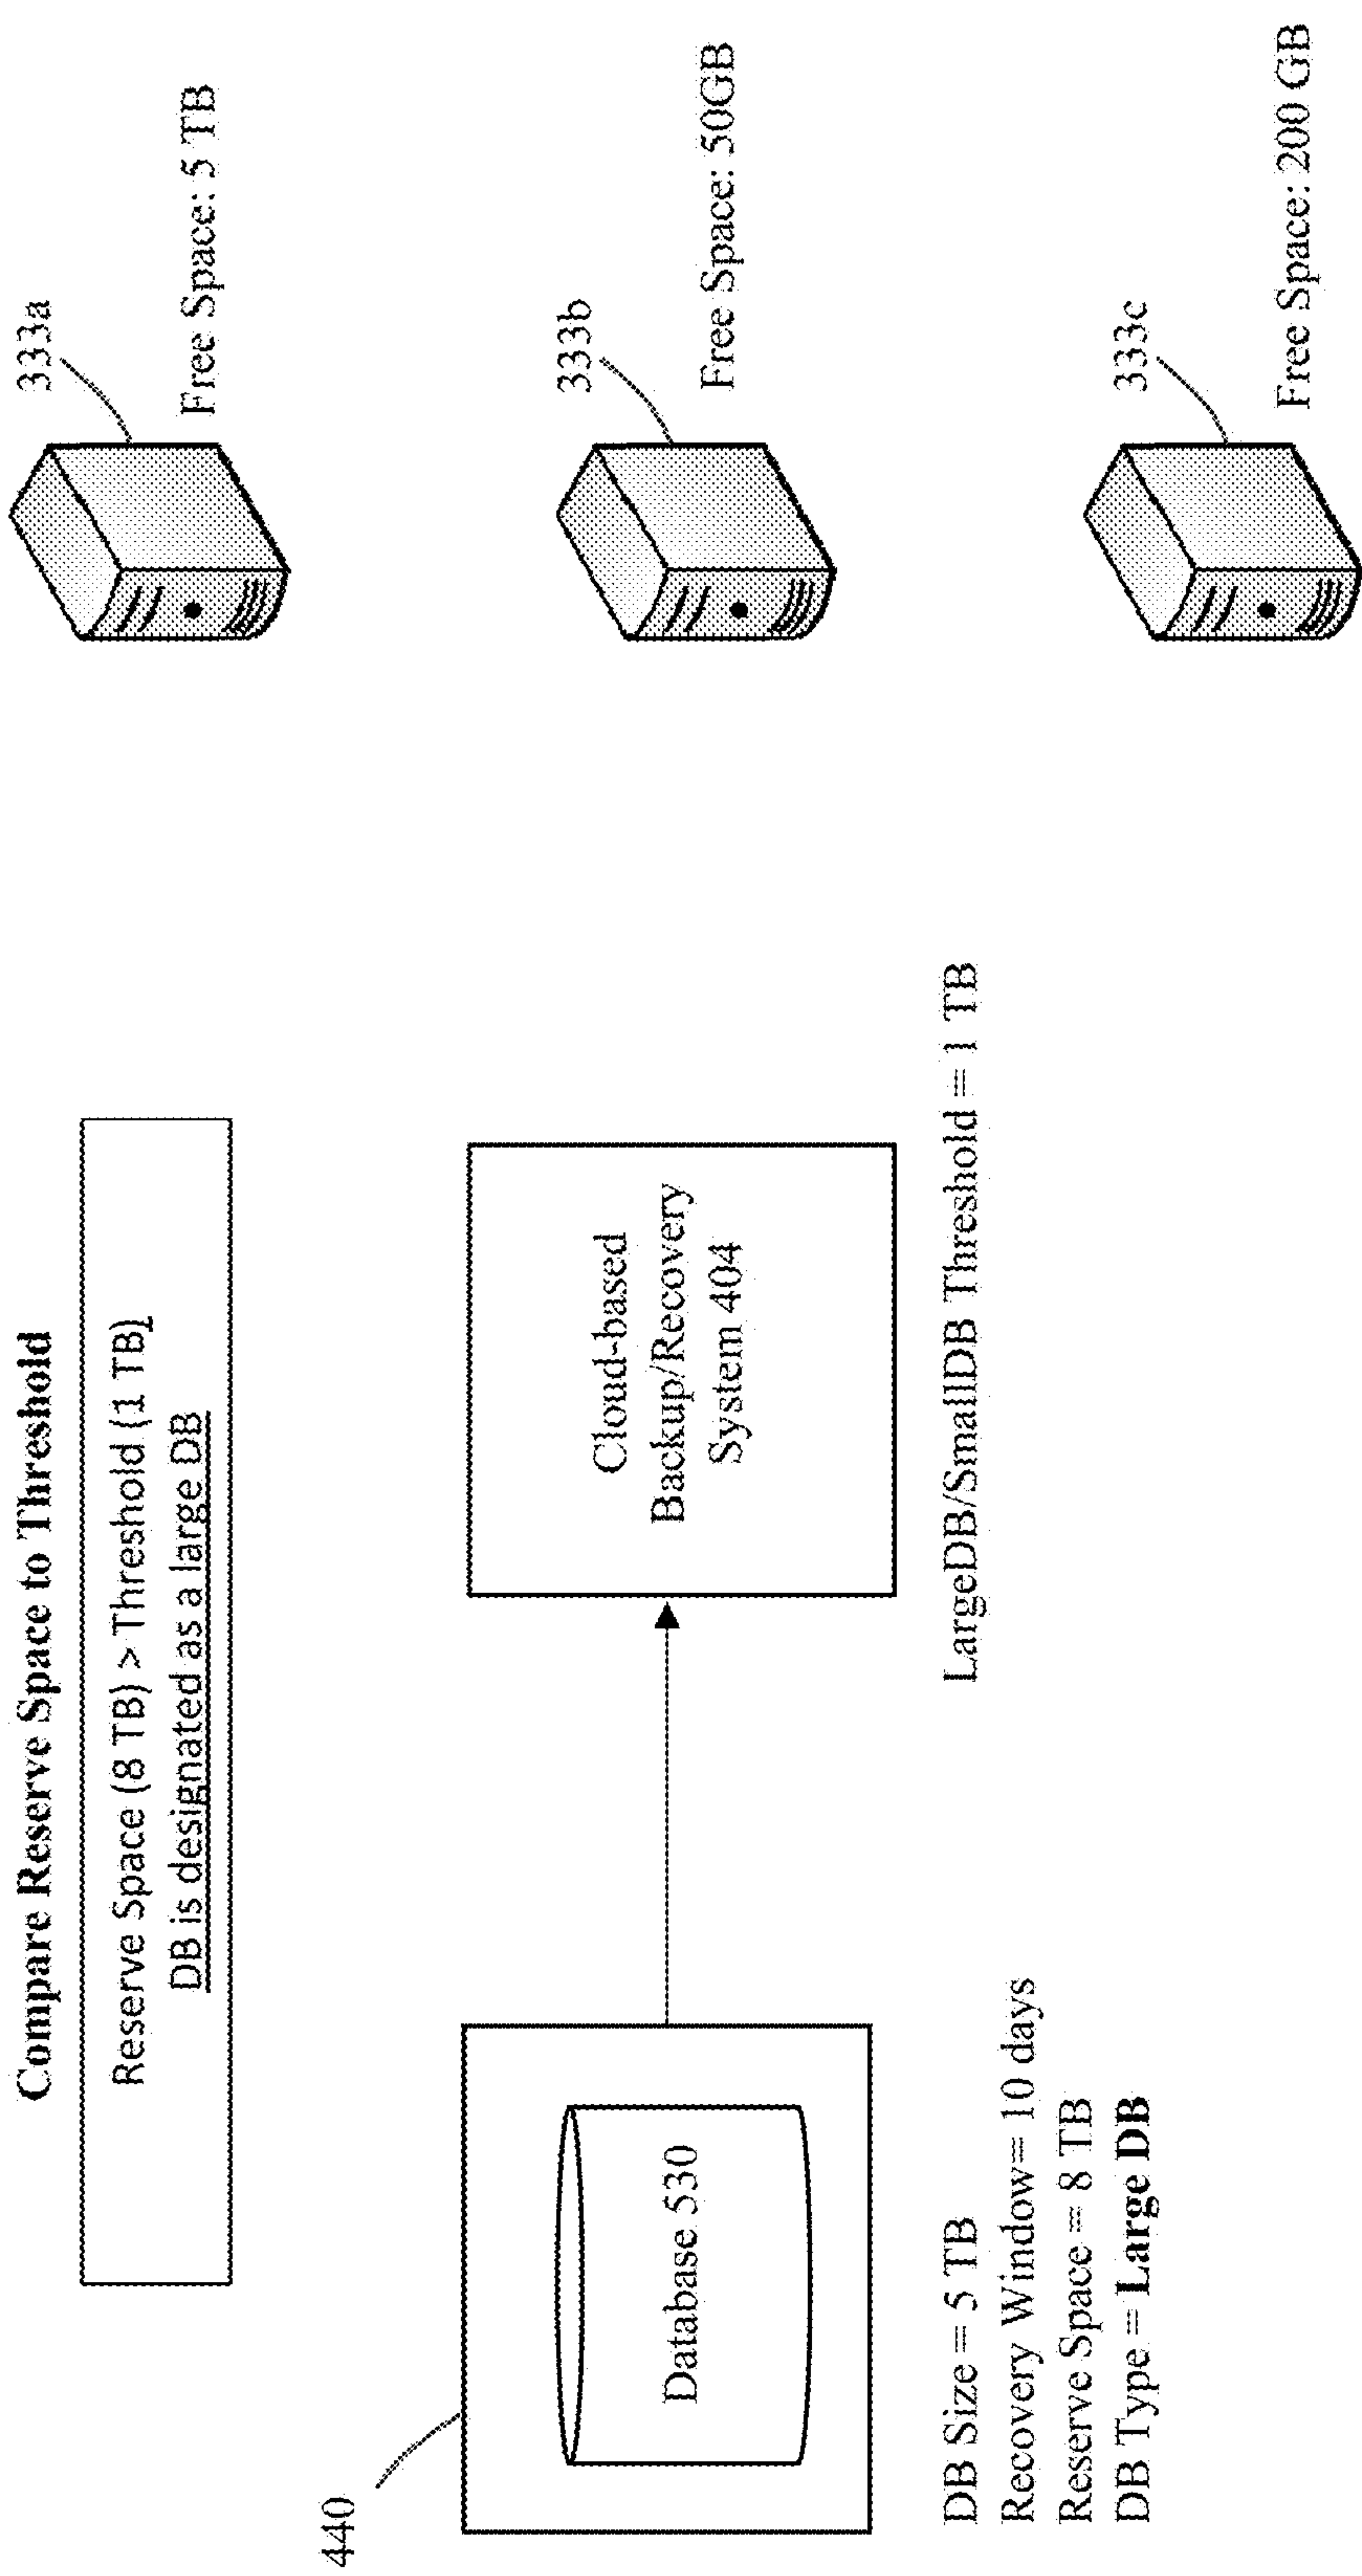 Compare Reserve Space to Threshold
Reserve Space (8 TB) > Threshold (1 TB)
DB is designated as a large DB
440
Database 530
DB Size = 5 TB
Recovery Window= 10 days
Reserve Space = 8 TB
DB Type = Large DB
Cloud-based
Backup/Recovery
System 404
LargeDB/SmallDB Threshold = 1 TB
333a
Free Space: 5 TB
333b
Free Space: 50GB
333c
Free Space: 200 GB